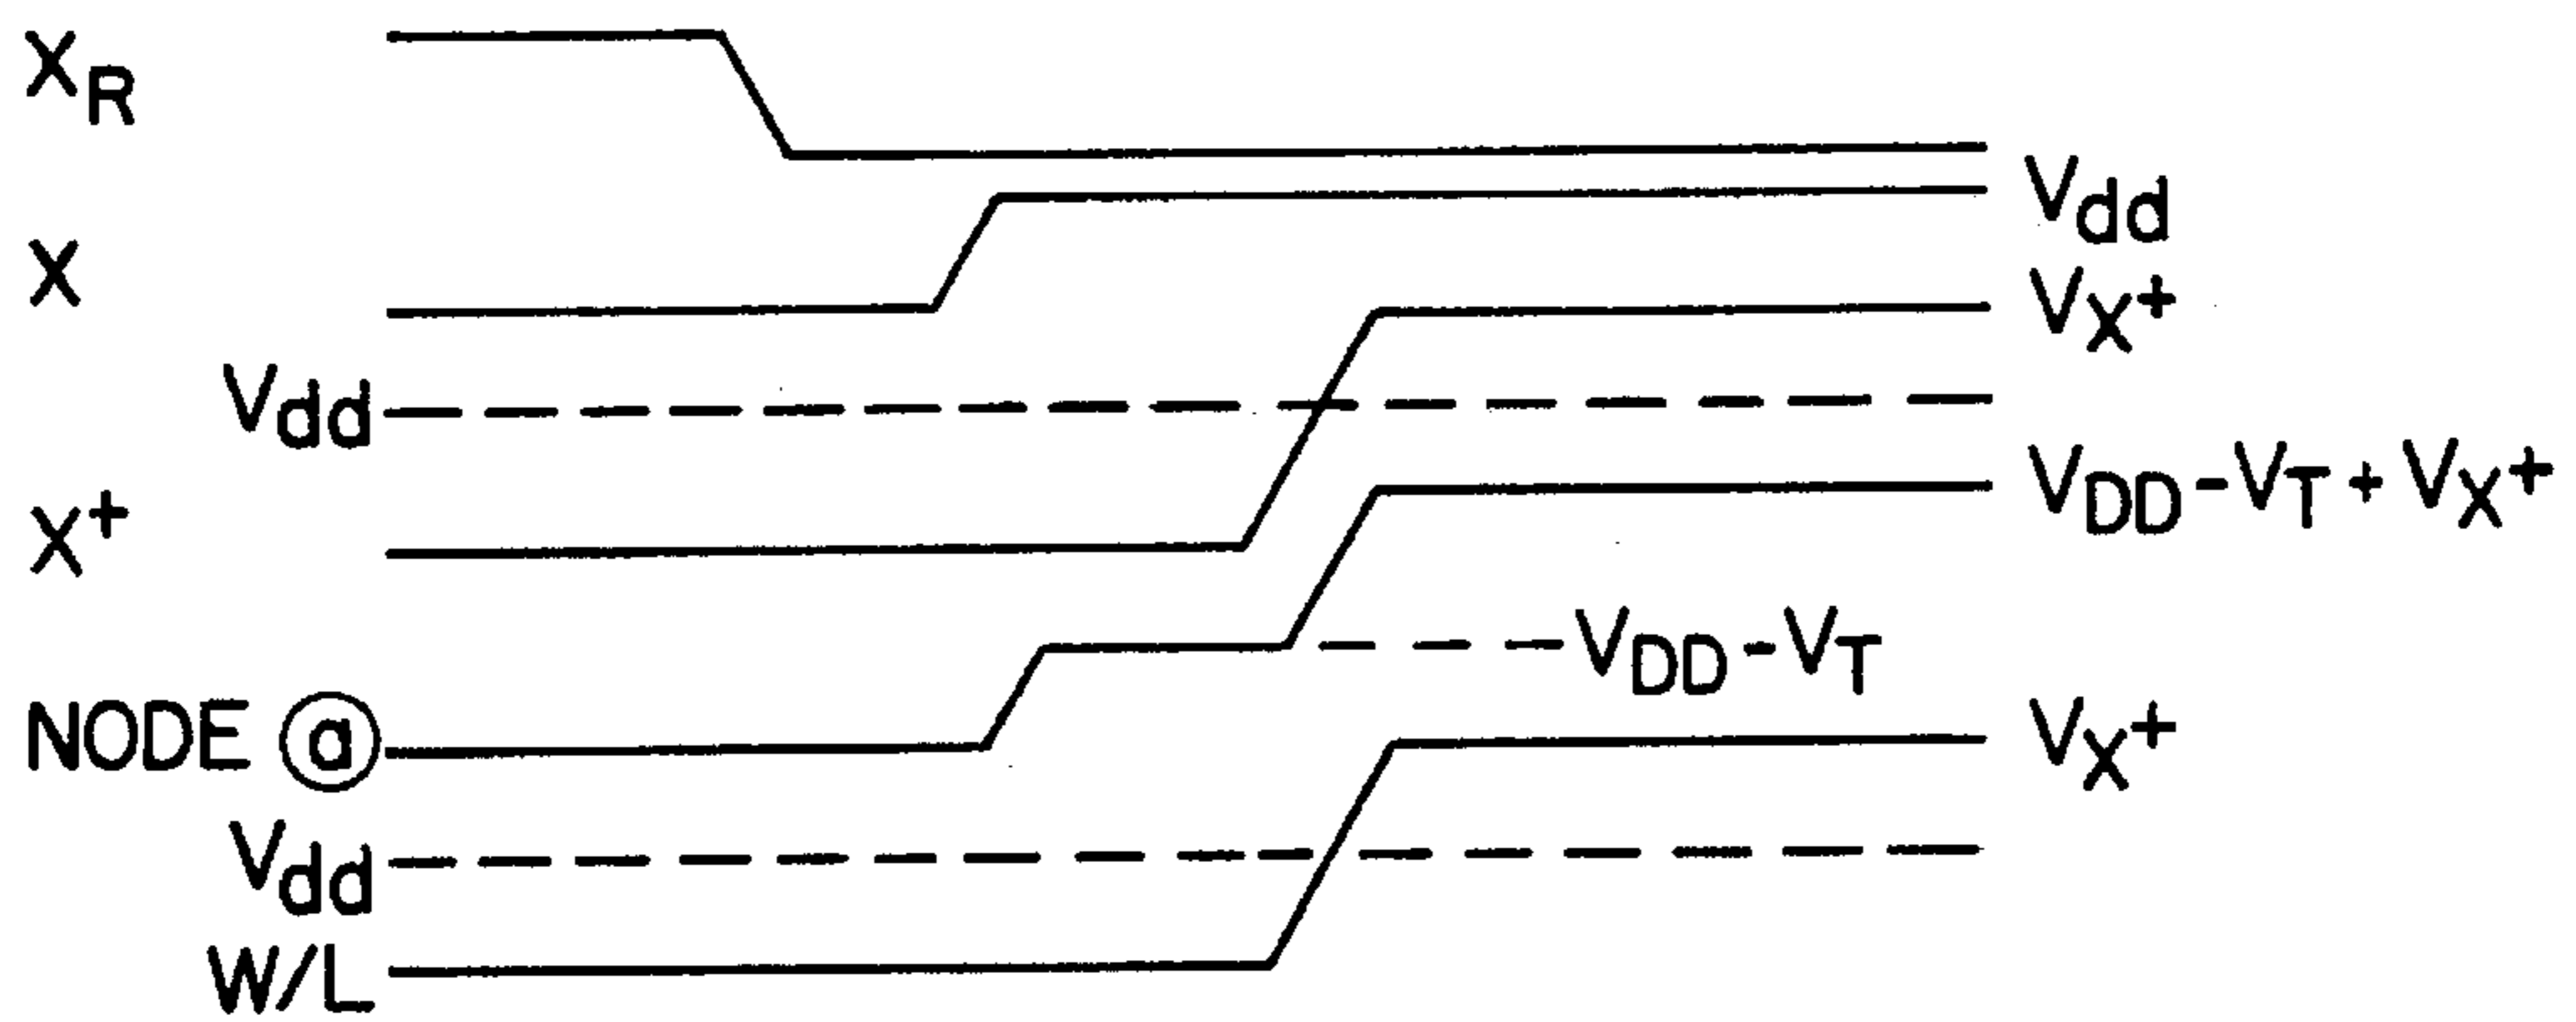 X_R
V_dd
X
V_X+
V_dd
V_DD-V_T+V_X+
X+
V_DD-V_T
NODE ⓐ
V_X+
V_dd
W/L